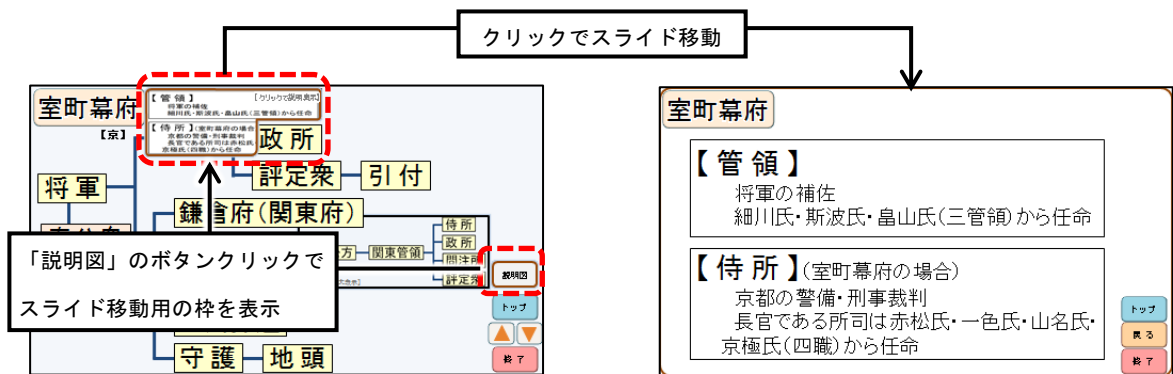 クリックでスライド移動
室町幕府
【管領】 [クリックで説明表示]
将軍の補佐
細川氏・斯波氏・畠山氏(三管領)から任命
【侍所】(室町幕府の場合)
京都の警備・刑事裁判
長官である所司は赤松氏
京極氏(四職)から任命
【京】
政所
評定衆
引付
将軍
鎌倉府(関東府)
侍所
政所
問注所
評定衆
方
関東管領
「説明図」のボタンクリックで
スライド移動用の枠を表示
説明図
トップ
終了
守護
地頭
室町幕府
【管領】
将軍の補佐
細川氏・斯波氏・畠山氏(三管領)から任命
【侍所】(室町幕府の場合)
京都の警備・刑事裁判
長官である所司は赤松氏・一色氏・山名氏・
京極氏(四職)から任命
トップ
戻る
終了